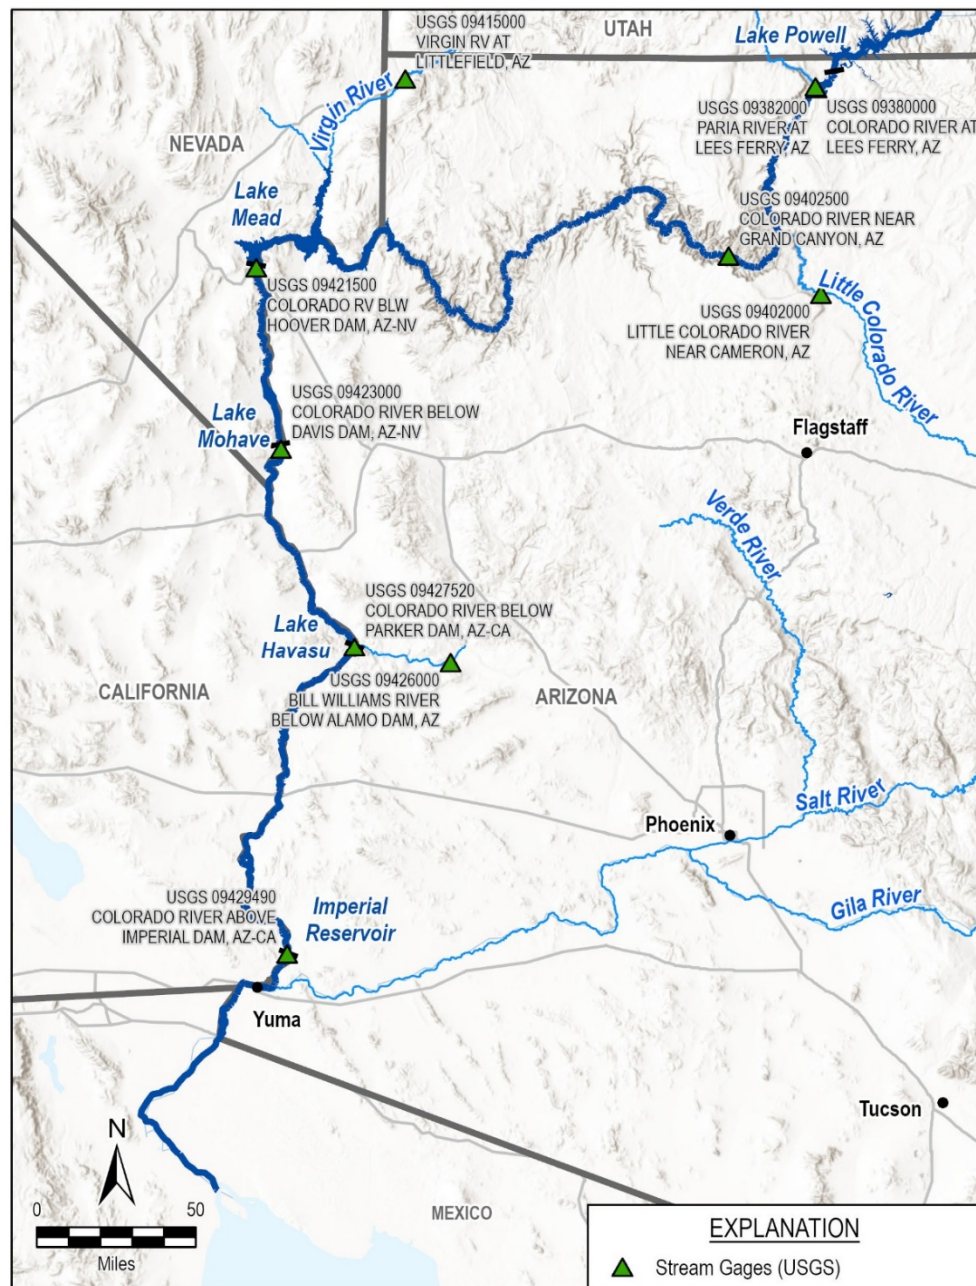 USGS 09415000
VIRGIN RV AT
LITTLEFIELD, AZ
UTAH
Lake Powell
Virgin River
NEVADA
USGS 09382000
PARIA RIVER AT
LEES FERRY, AZ
USGS 09380000
COLORADO RIVER AT
LEES FERRY, AZ
Lake
Mead
USGS 09402500
COLORADO RIVER NEAR
GRAND CANYON, AZ
USGS 09421500
COLORADO RV BLW
HOOVER DAM, AZ-NV
Little Colorado River
USGS 09402000
LITTLE COLORADO RIVER
NEAR CAMERON, AZ
USGS 09423000
COLORADO RIVER BELOW
DAVIS DAM, AZ-NV
Lake
Mohave
Flagstaff
Verde River
USGS 09427520
COLORADO RIVER BELOW
PARKER DAM, AZ-CA
Lake
Havasu
USGS 09426000
BILL WILLIAMS RIVER
BELOW ALAMO DAM, AZ
CALIFORNIA
ARIZONA
Salt River
Phoenix
Gila River
USGS 09429490
COLORADO RIVER ABOVE
IMPERIAL DAM, AZ-CA
Imperial
Reservoir
Yuma
Tucson
N
0 50
Miles
MEXICO
EXPLANATION
Stream Gages (USGS)